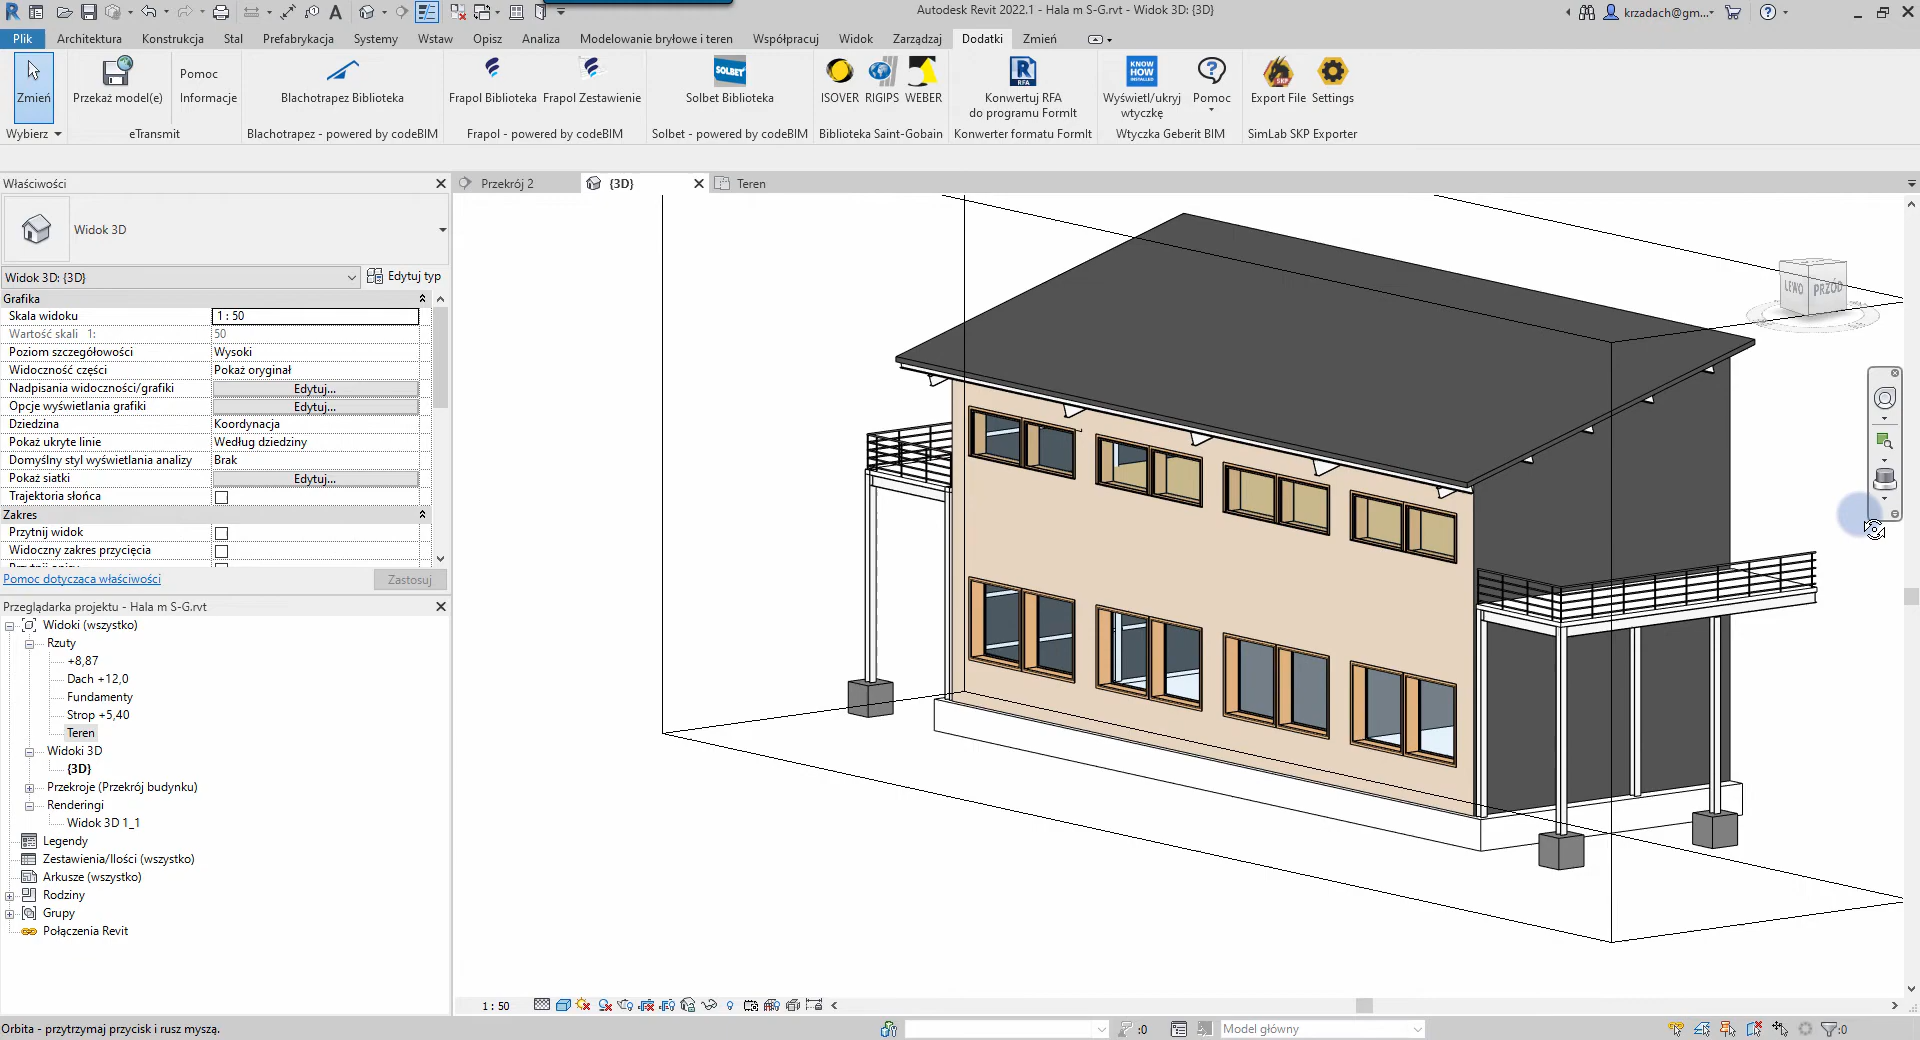 Autodesk Revit 2022.1 - Hala m S-G.rvt - Widok 3D: {3D}
krzadach@gm...
Plik
Architektura
Konstrukcja
Stal
Prefabrykacja
Systemy
Wstaw
Opisz
Analiza
Modelowanie bryłowe i teren
Współpracuj
Widok
Zarządzaj
Dodatki
Zmień
Zmień
Przekaż model(e)
Pomoc
Informacje
Blachotrapez Biblioteka
Frapol Biblioteka
Frapol Zestawienie
SOLBET
Solbet Biblioteka
ISOVER
RIGIPS
WEBER
R
RFA
Konwertuj RFA
do programu FormIt
KNOW
HOW
INSTALLED
Wyświetl/ukryj
wtyczkę
Pomoc
SKP
Export File
Settings
Wybierz
eTransmit
Blachotrapez - powered by codeBIM
Frapol - powered by codeBIM
Solbet - powered by codeBIM
Biblioteka Saint-Gobain
Konwerter formatu FormIt
Wtyczka Geberit BIM
SimLab SKP Exporter
Właściwości
Przekrój 2
{3D}
Teren
Widok 3D
Widok 3D: {3D}
Edytuj typ
Grafika
Skala widoku
1 : 50
Wartość skali 1:
50
Poziom szczegółowości
Wysoki
Widoczność części
Pokaż oryginał
Nadpisania widoczności/grafiki
Edytuj...
Opcje wyświetlania grafiki
Edytuj...
Dziedzina
Koordynacja
Pokaż ukryte linie
Według dziedziny
Domyślny styl wyświetlania analizy
Brak
Pokaż siatki
Edytuj...
Trajektoria słońca
Zakres
Przytnij widok
Widoczny zakres przycięcia
Pomoc dotycząca właściwości
Zastosuj
LEWO
PRZÓD
Przeglądarka projektu - Hala m S-G.rvt
Widoki (wszystko)
Rzuty
+8,87
Dach +12,0
Fundamenty
Strop +5,40
Teren
Widoki 3D
{3D}
Przekroje (Przekrój budynku)
Renderingi
Widok 3D 1_1
Legendy
Zestawienia/Ilości (wszystko)
Arkusze (wszystko)
Rodziny
Grupy
Połączenia Revit
1 : 50
Orbita - przytrzymaj przycisk i rusz myszą.
:0
Model główny
:0